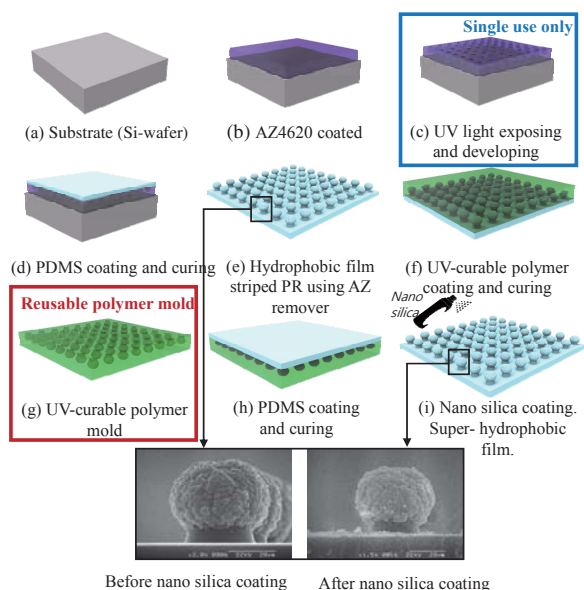 Single use only
(a) Substrate (Si-wafer)
(b) AZ4620 coated
(c) UV light exposing
and developing
(d) PDMS coating and curing
(e) Hydrophobic film
striped PR using AZ
remover
(f) UV-curable polymer
coating and curing
Reusable polymer mold
Nano
silica
(g) UV-curable polymer
mold
(h) PDMS coating
and curing
(i) Nano silica coating.
Super- hydrophobic
film.
Before nano silica coating
After nano silica coating